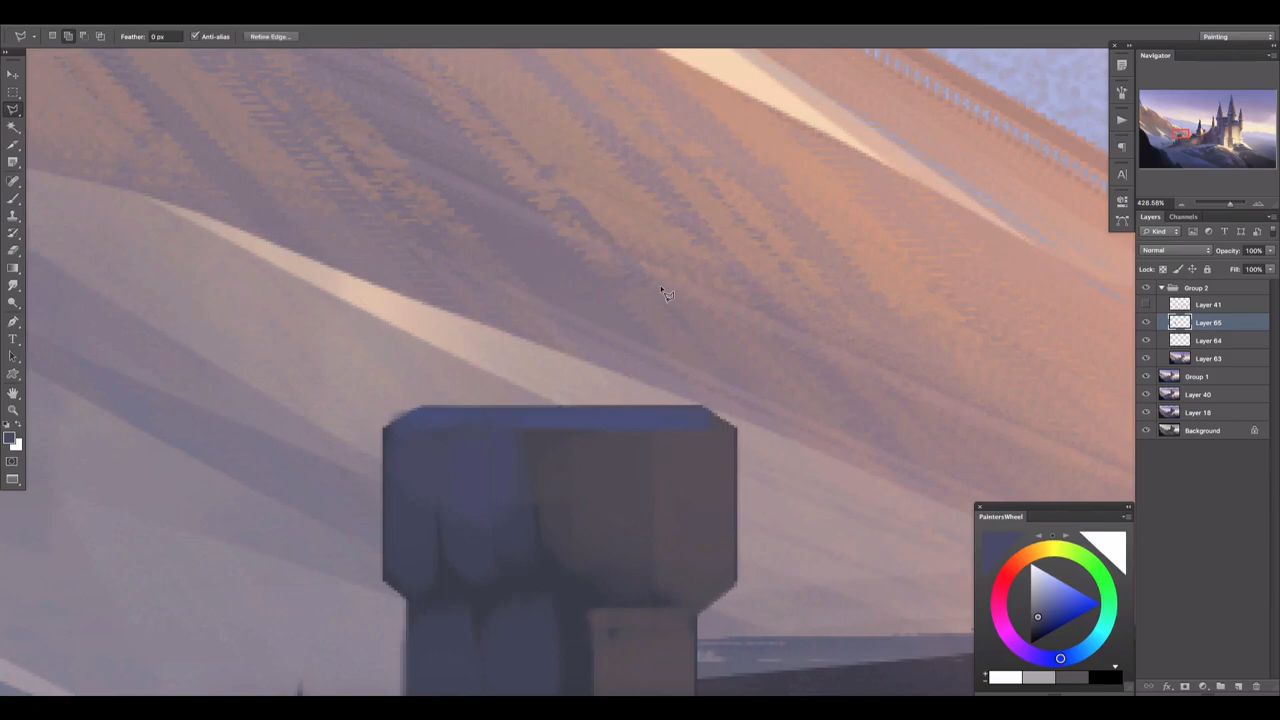 Feather: 0 px Anti-alias Refine Edge... Painting
Navigator
428.58%
Layers Channels
Kind
Normal Opacity: 100%
Lock: Fill: 100%
Group 2
Layer 41
Layer 65
Layer 64
Layer 63
Group 1
Layer 40
Layer 18
Background
PaintersWheel